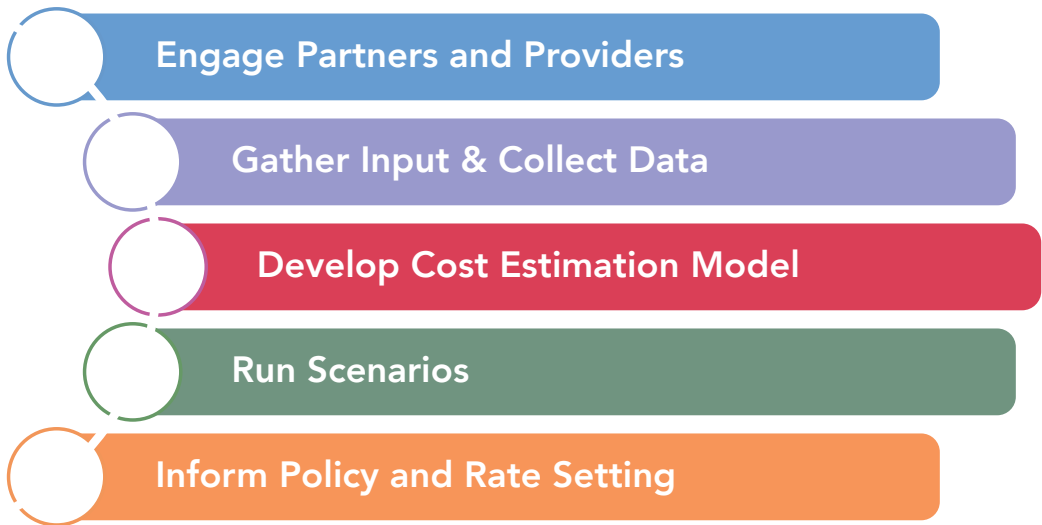 Engage Partners and Providers
Gather Input & Collect Data
Develop Cost Estimation Model
Run Scenarios
Inform Policy and Rate Setting